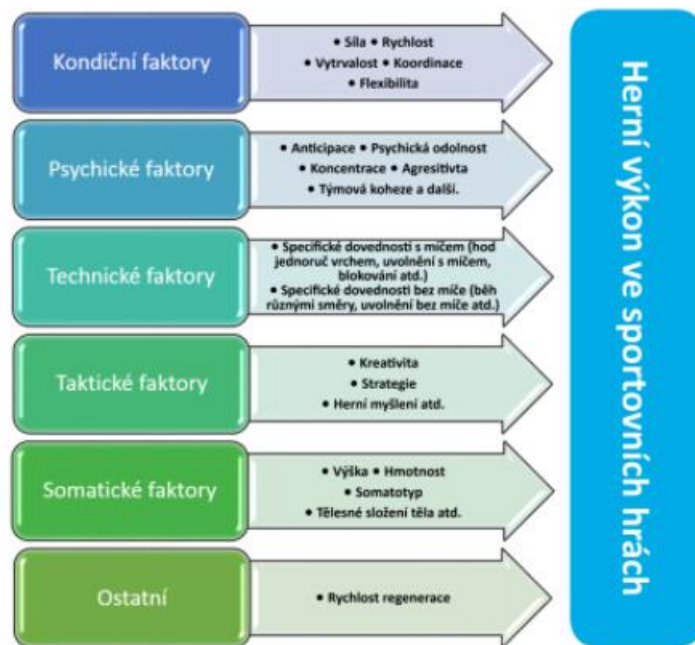 Kondiční faktory
• Síla • Rychlost
• Vytrvalost • Koordinace
• Flexibilita
Psychické faktory
• Anticipace • Psychická odolnost
• Koncentrace • Agresitivta
• Týmová koheze a další.
Technické faktory
• Specifické dovednosti s míčem (hod
jednoruč vrchem, uvolnění s míčem,
blokování atd.)
• Specifické dovednosti bez míče (běh
různými směry, uvolnění bez míče atd.)
Taktické faktory
• Kreativita
• Strategie
• Herní myšlení atd.
Somatické faktory
• Výška • Hmotnost
• Somatotyp
• Tělesné složení těla atd.
Ostatní
• Rychlost regenerace
Herní výkon ve sportovních hrách